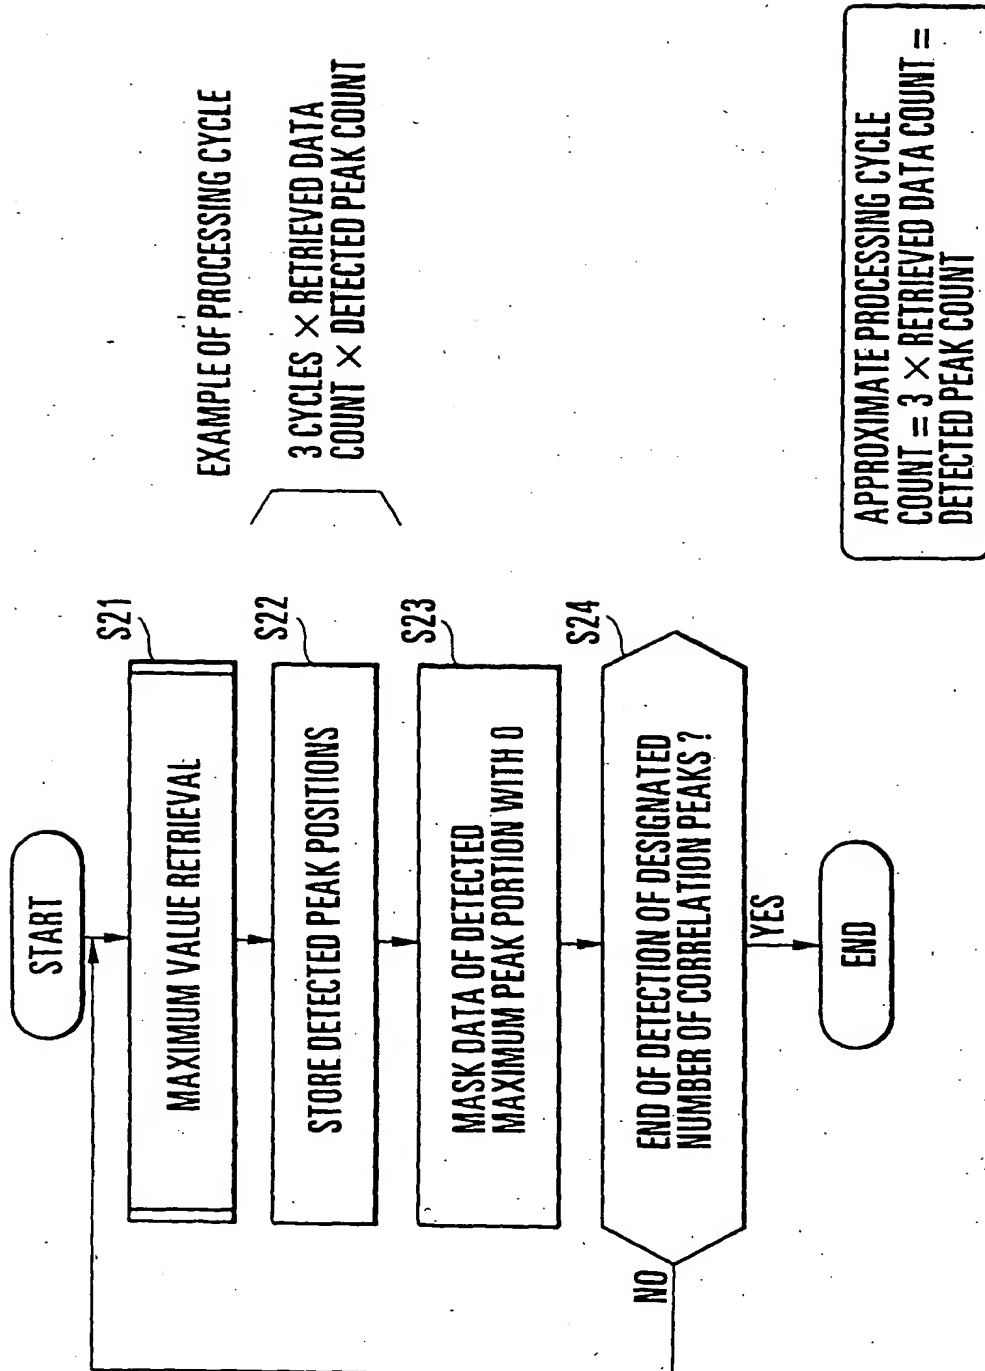 START
S21
MAXIMUM VALUE RETRIEVAL
S22
STORE DETECTED PEAK POSITIONS
S23
MASK DATA OF DETECTED
MAXIMUM PEAK PORTION WITH 0
S24
END OF DETECTION OF DESIGNATED
NUMBER OF CORRELATION PEAKS ?
NO
YES
END
EXAMPLE OF PROCESSING CYCLE
3 CYCLES × RETRIEVED DATA
COUNT × DETECTED PEAK COUNT
APPROXIMATE PROCESSING CYCLE
COUNT = 3 × RETRIEVED DATA COUNT =
DETECTED PEAK COUNT